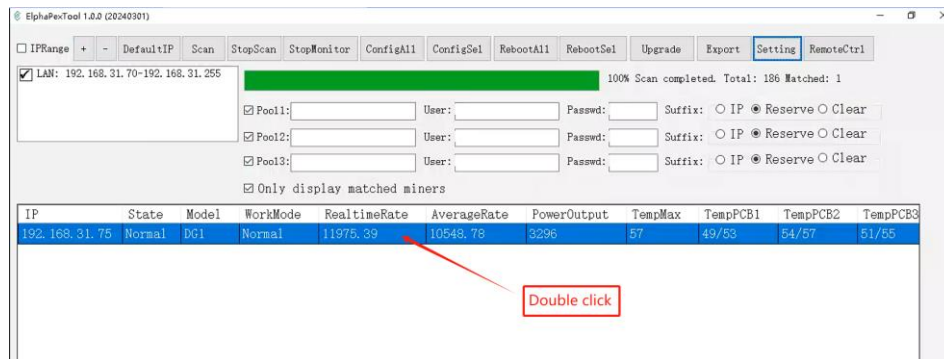 ElphaPexTool 1.0.0 (20240301)
IPRange + - DefaultIP Scan StopScan StopMonitor ConfigAll ConfigSel RebootAll RebootSel Upgrade Export Setting RemoteCtrl
LAN: 192.168.31.70-192.168.31.255
100% Scan completed. Total: 186 Matched: 1
Pool1: User: Passwd: Suffix: IP Reserve Clear
Pool2: User: Passwd: Suffix: IP Reserve Clear
Pool3: User: Passwd: Suffix: IP Reserve Clear
Only display matched miners
IP State Model WorkMode RealtimeRate AverageRate PowerOutput TempMax TempPCB1 TempPCB2 TempPCB3
192.168.31.75 Normal DG1 Normal 11975.39 10548.78 3296 57 49/53 54/57 51/55
Double click